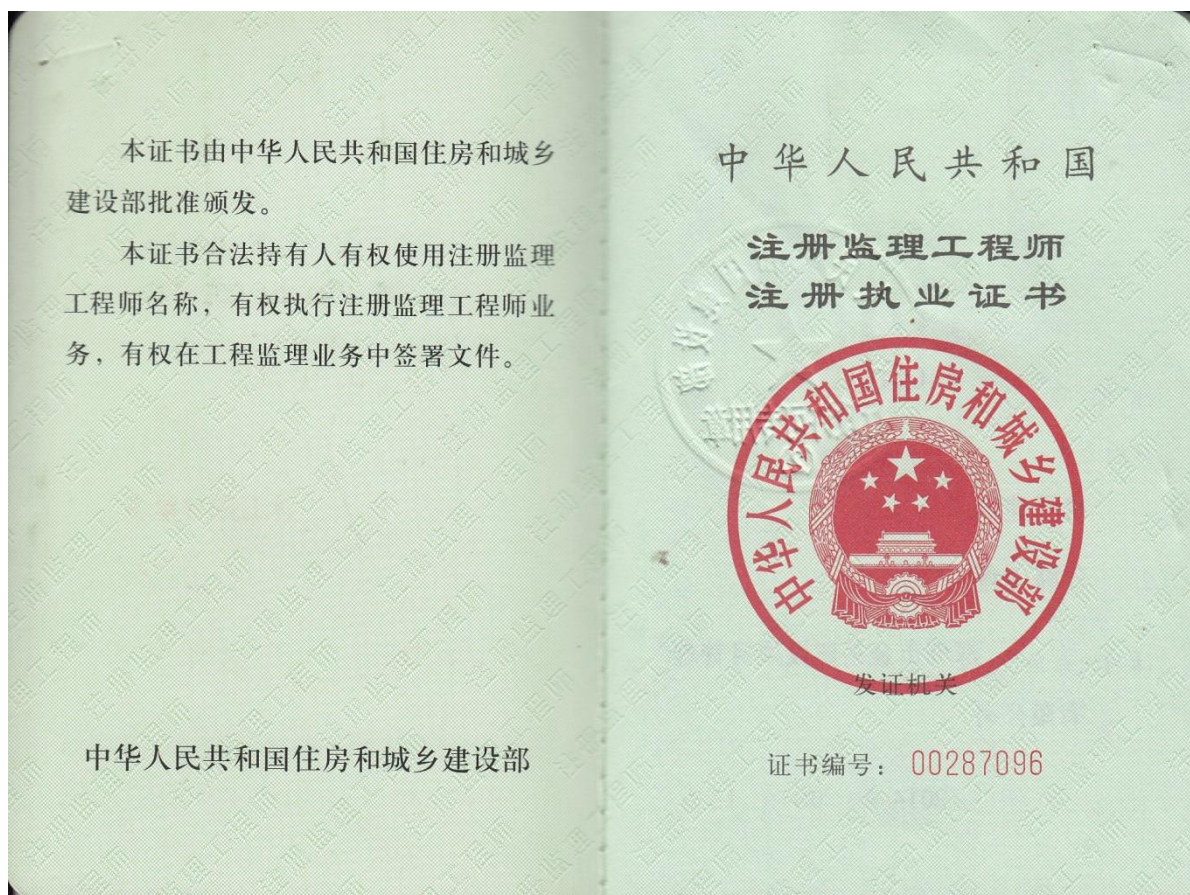 本证书由中华人民共和国住房和城乡
建设部批准颁发。
本证书合法持有人有权使用注册监理
工程师名称，有权执行注册监理工程师业
务，有权在工程监理业务中签署文件。
中华人民共和国住房和城乡建设部
中华人民共和国
注册监理工程师
注册执业证书
中华人民共和国住房和城乡建设部
发证机关
证书编号：00287096